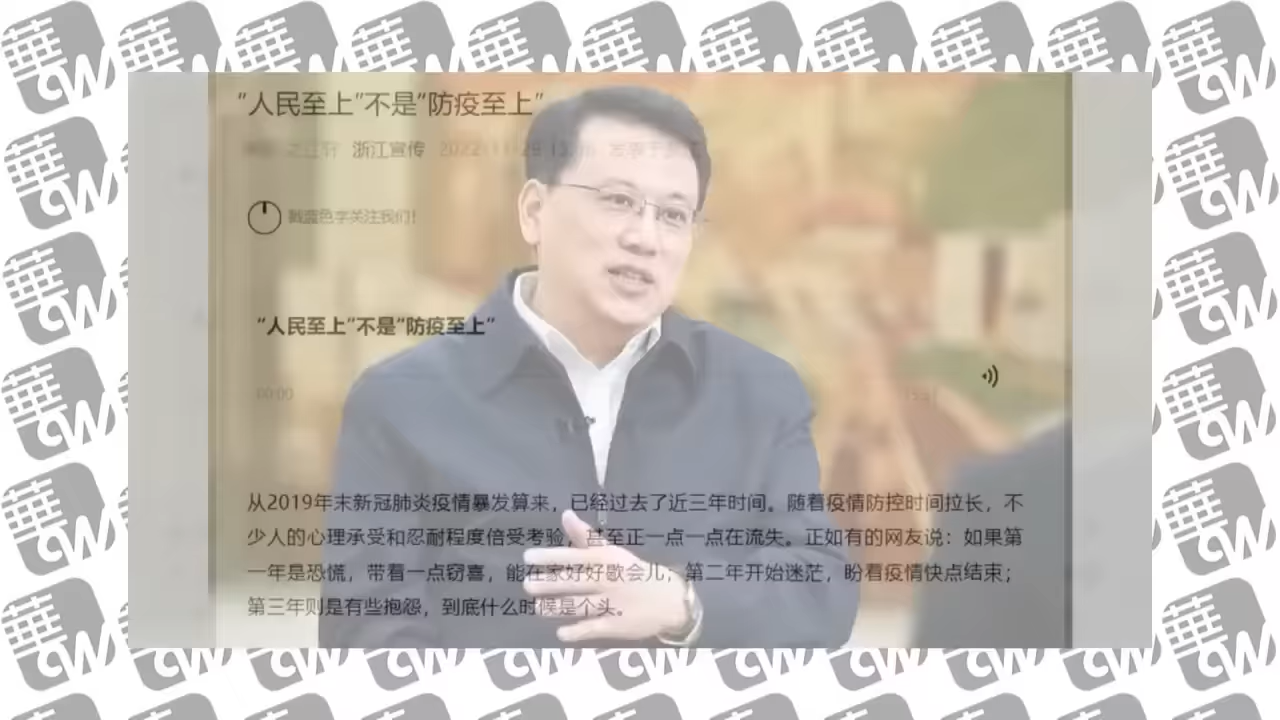 “人民至上”不是“防疫至上”
之江轩 浙江宣传 2022-11-29
戳蓝色字关注我们！
“人民至上”不是“防疫至上”
00:00
从2019年末新冠肺炎疫情暴发算来，已经过去了近三年时间。随着疫情防控时间拉长，不
少人的心理承受和忍耐程度倍受考验，甚至正一点一点在流失。正如有的网友说：如果第
一年是恐慌，带着一点窃喜，能在家好好歇会儿；第二年开始迷茫，盼着疫情快点结束；
第三年则是有些抱怨，到底什么时候是个头。